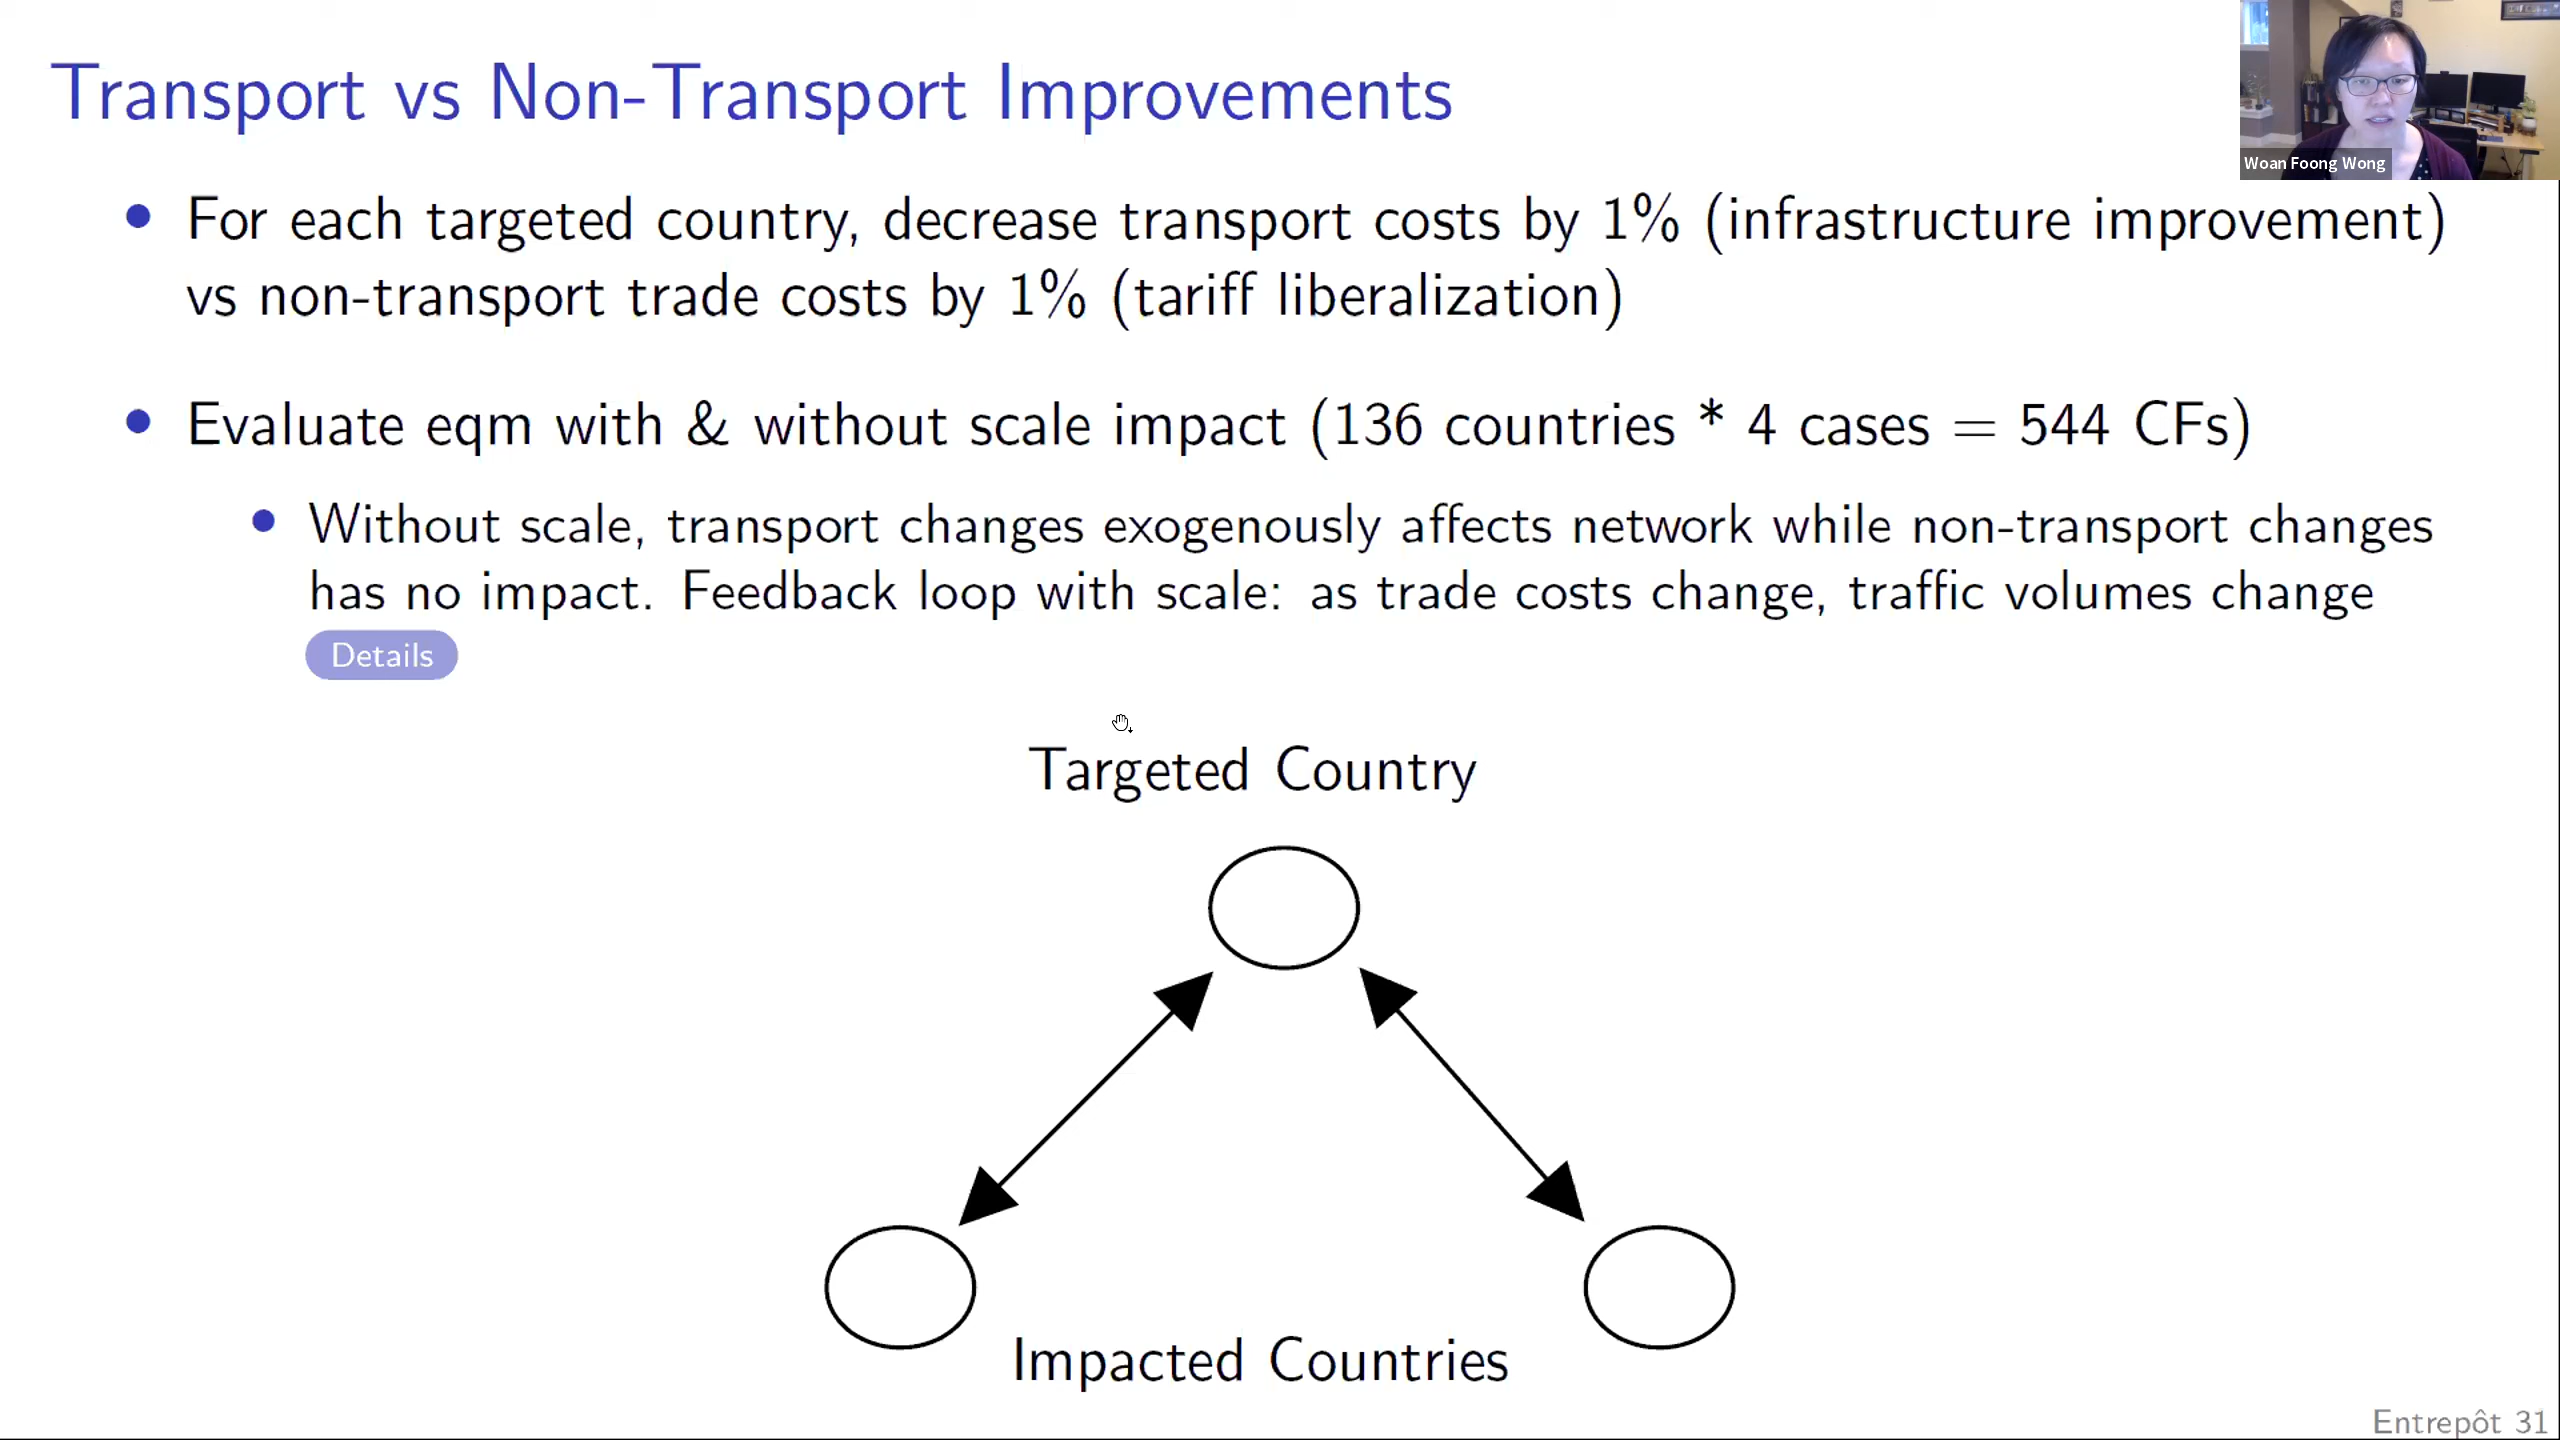 Transport vs Non-Transport Improvements
Woan Foong Wong
• For each targeted country, decrease transport costs by 1% (infrastructure improvement)
vs non-transport trade costs by 1% (tariff liberalization)
• Evaluate eqm with & without scale impact (136 countries * 4 cases = 544 CFs)
• Without scale, transport changes exogenously affects network while non-transport changes
has no impact. Feedback loop with scale: as trade costs change, traffic volumes change
Details
Targeted Country
Impacted Countries
Entrepôt 31